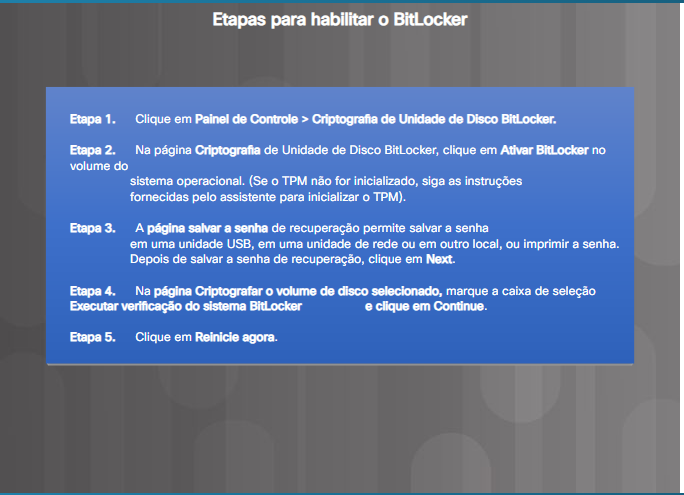 Etapas para habilitar o BitLocker
Etapa 1. Clique em Painel de Controle > Criptografia de Unidade de Disco BitLocker.
Etapa 2. Na página Criptografia de Unidade de Disco BitLocker, clique em Ativar BitLocker no
volume do
sistema operacional. (Se o TPM não for inicializado, siga as instruções
fornecidas pelo assistente para inicializar o TPM).
Etapa 3. A página salvar a senha de recuperação permite salvar a senha
em uma unidade USB, em uma unidade de rede ou em outro local, ou imprimir a senha.
Depois de salvar a senha de recuperação, clique em Next.
Etapa 4. Na página Criptografar o volume de disco selecionado, marque a caixa de seleção
Executar verificação do sistema BitLocker e clique em Continue.
Etapa 5. Clique em Reinicie agora.